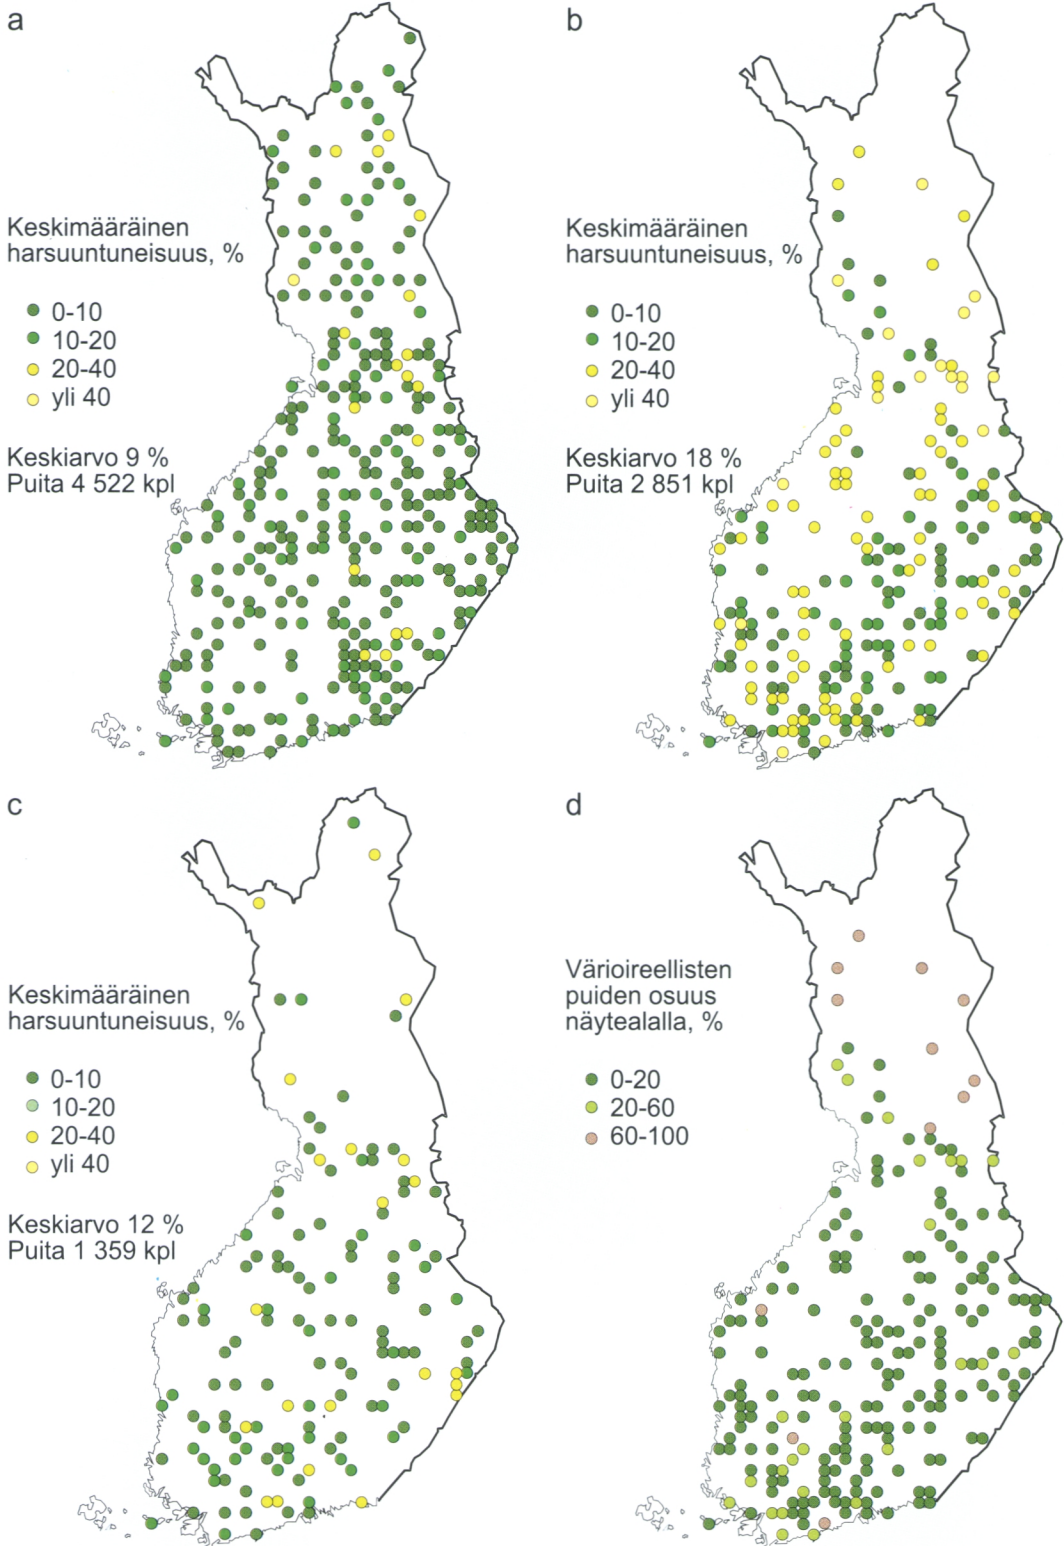 a
Keskimääräinen
harsuuntuneisuus, %
0-10
10-20
20-40
yli 40
Keskiarvo 9 %
Puita 4 522 kpl
b
Keskimääräinen
harsuuntuneisuus, %
0-10
10-20
20-40
yli 40
Keskiarvo 18 %
Puita 2 851 kpl
c
Keskimääräinen
harsuuntuneisuus, %
0-10
10-20
20-40
yli 40
Keskiarvo 12 %
Puita 1 359 kpl
d
Värioireellisten
puiden osuus
näytealalla, %
0-20
20-60
60-100